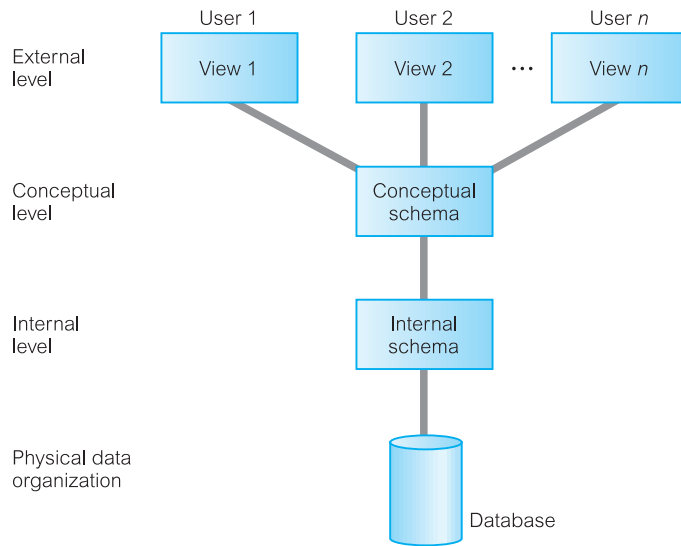 User 1
User 2
User n
External
level
View 1
View 2
...
View n
Conceptual
level
Conceptual
schema
Internal
level
Internal
schema
Physical data
organization
Database